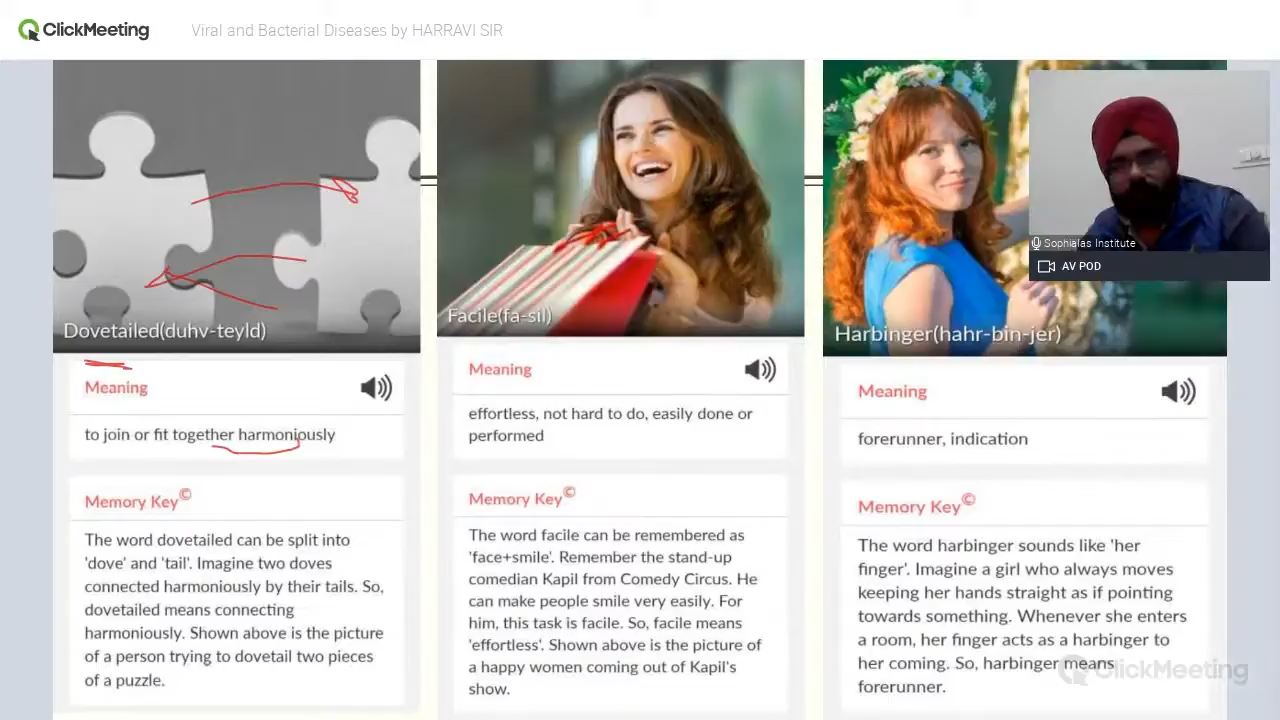 ClickMeeting
Viral and Bacterial Diseases by HARRAVI SIR
Dovetailed(duhv-teyld)
Meaning
to join or fit together harmoniously
Memory Key©
The word dovetailed can be split into
'dove' and 'tail'. Imagine two doves
connected harmoniously by their tails. So,
dovetailed means connecting
harmoniously. Shown above is the picture
of a person trying to dovetail two pieces
of a puzzle.
Facile(fa-sil)
Meaning
effortless, not hard to do, easily done or
performed
Memory Key©
The word facile can be remembered as
'face+smile'. Remember the stand-up
comedian Kapil from Comedy Circus. He
can make people smile very easily. For
him, this task is facile. So, facile means
'effortless'. Shown above is the picture of
a happy women coming out of Kapil's
show.
Harbinger(hahr-bin-jer)
Meaning
forerunner, indication
Memory Key©
The word harbinger sounds like 'her
finger'. Imagine a girl who always moves
keeping her hands straight as if pointing
towards something. Whenever she enters
a room, her finger acts as a harbinger to
her coming. So, harbinger means
forerunner.
Sophialas Institute
AV POD
ClickMeeting